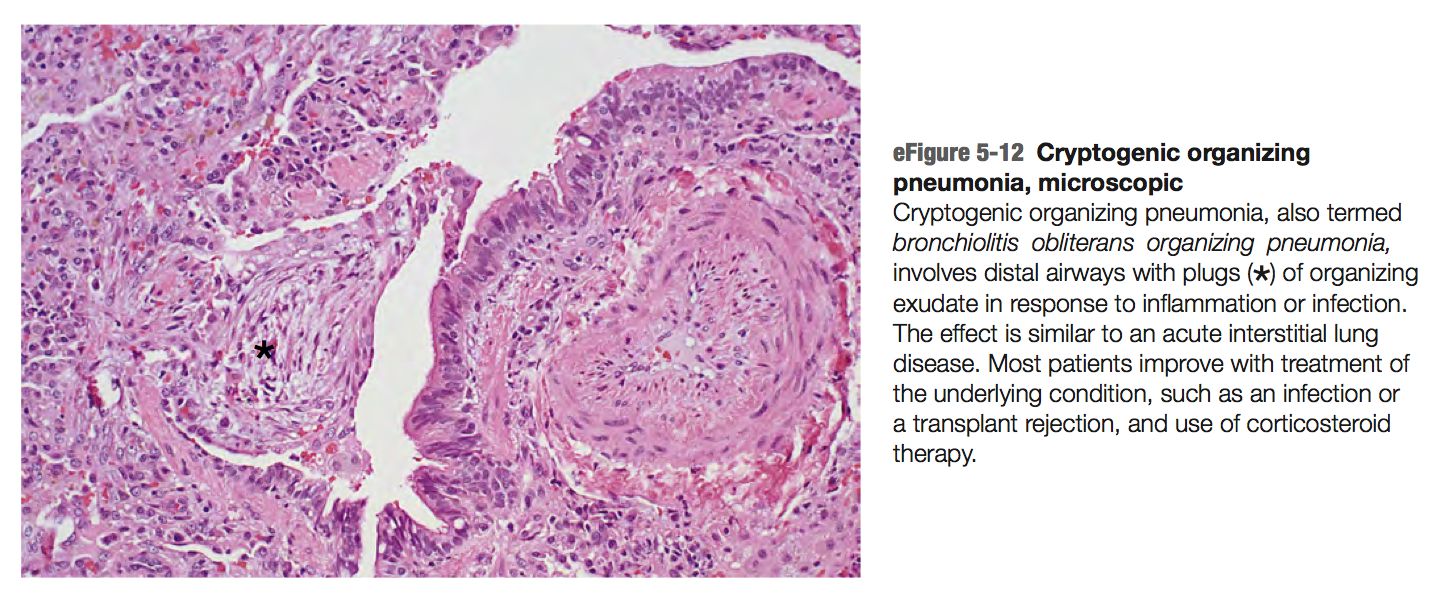 eFigure 5-12 Cryptogenic organizing
pneumonia, microscopic
Cryptogenic organizing pneumonia, also termed
bronchiolitis obliterans organizing pneumonia,
involves distal airways with plugs (*) of organizing
exudate in response to inflammation or infection.
The effect is similar to an acute interstitial lung
disease. Most patients improve with treatment of
the underlying condition, such as an infection or
a transplant rejection, and use of corticosteroid
therapy.
*